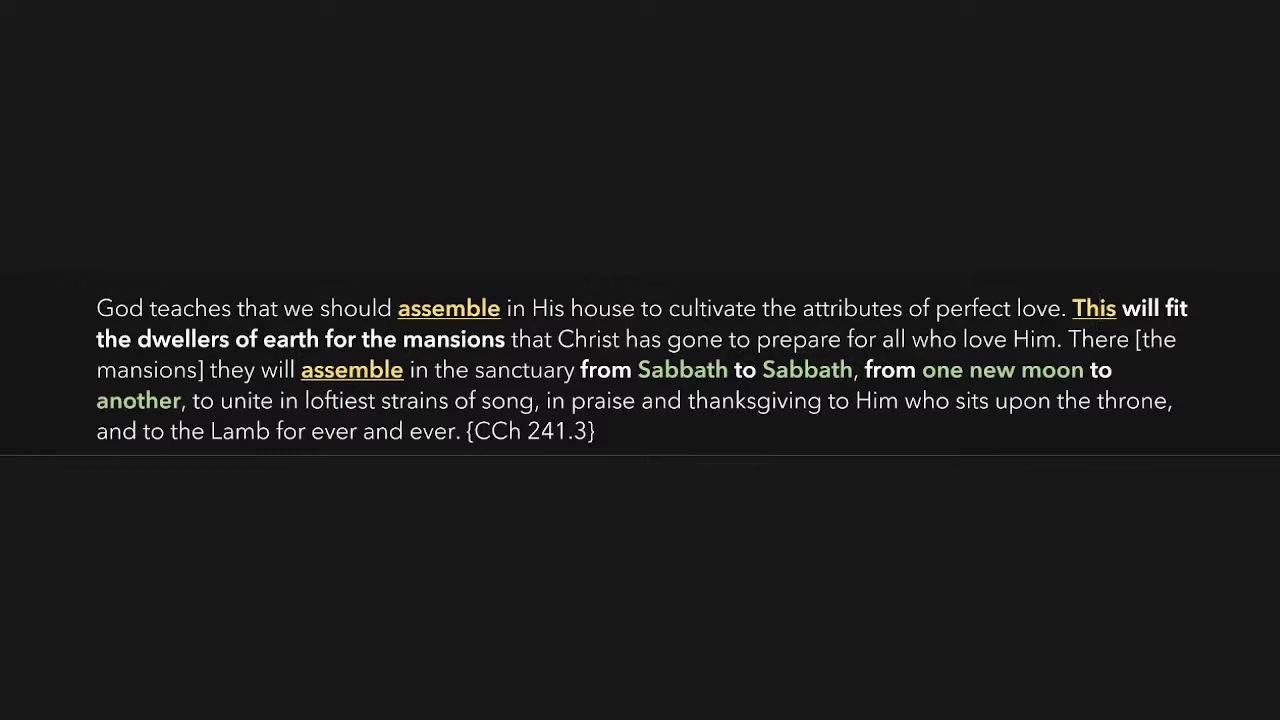 God teaches that we should assemble in His house to cultivate the attributes of perfect love. This will fit
the dwellers of earth for the mansions that Christ has gone to prepare for all who love Him. There [the
mansions] they will assemble in the sanctuary from Sabbath to Sabbath, from one new moon to
another, to unite in loftiest strains of song, in praise and thanksgiving to Him who sits upon the throne,
and to the Lamb for ever and ever. {CCh 241.3}